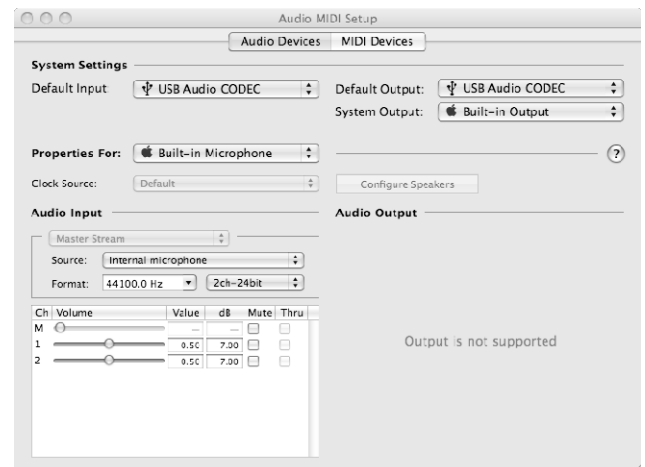 Audio MIDI Setup
Audio Devices MIDI Devices
System Settings
Default Input: USB Audio CODEC
Default Output: USB Audio CODEC
System Output: Built-in Output
Properties For: Built-in Microphone
?
Clock Source: Default
Configure Speakers
Audio Input
Audio Output
Master Stream
Source: Internal microphone
Format: 44100.0 Hz 2ch-24bit
Ch Volume Value dB Mute Thru
M — —
1 0.50 7.00
2 0.50 7.00
Output is not supported